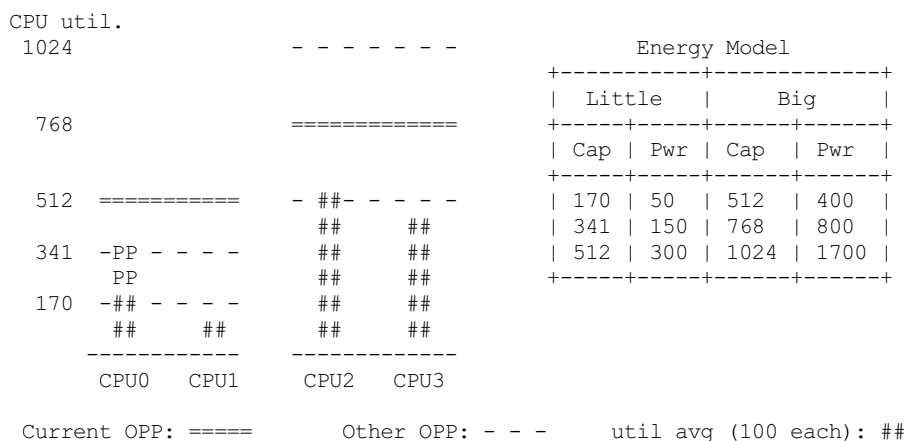 CPU util.
 1024                 - - - - - - -              Energy Model
                                          +-----------+-------------+
                                          |  Little   |     Big     |
  768                 =============       +-----+-----+------+------+
                                          | Cap | Pwr | Cap  | Pwr  |
                                          +-----+-----+------+------+
  512  ===========    - ##- - - - -       | 170 | 50  | 512  | 400  |
                        ##     ##         | 341 | 150 | 768  | 800  |
  341  -PP - - - -      ##     ##         | 512 | 300 | 1024 | 1700 |
        PP              ##     ##         +-----+-----+------+------+
  170  -## - - - -      ##     ##
        ##     ##       ##     ##
      ------------    -------------
       CPU0   CPU1     CPU2   CPU3
 Current OPP: =====       Other OPP: - - -     util avg (100 each): ##